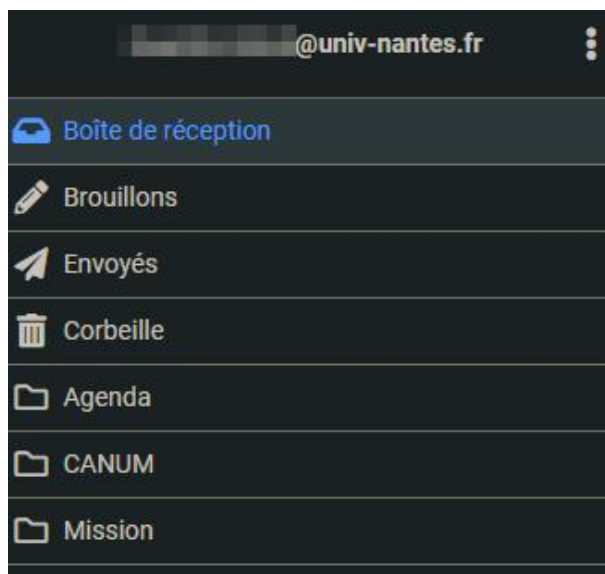 @univ-nantes.fr
Boîte de réception
Brouillons
Envoyés
Corbeille
Agenda
CANUM
Mission